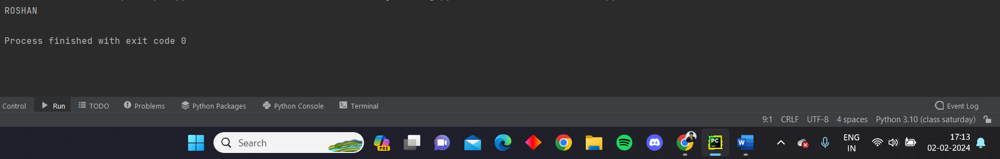 ROSHAN
Process finished with exit code 0
Control Run TODO Problems Python Packages Python Console Terminal Event Log
9:1 CRLF UTF-8 4 spaces Python 3.10 (class saturday)
Search PRE PC W ENG 17:13
IN 02-02-2024